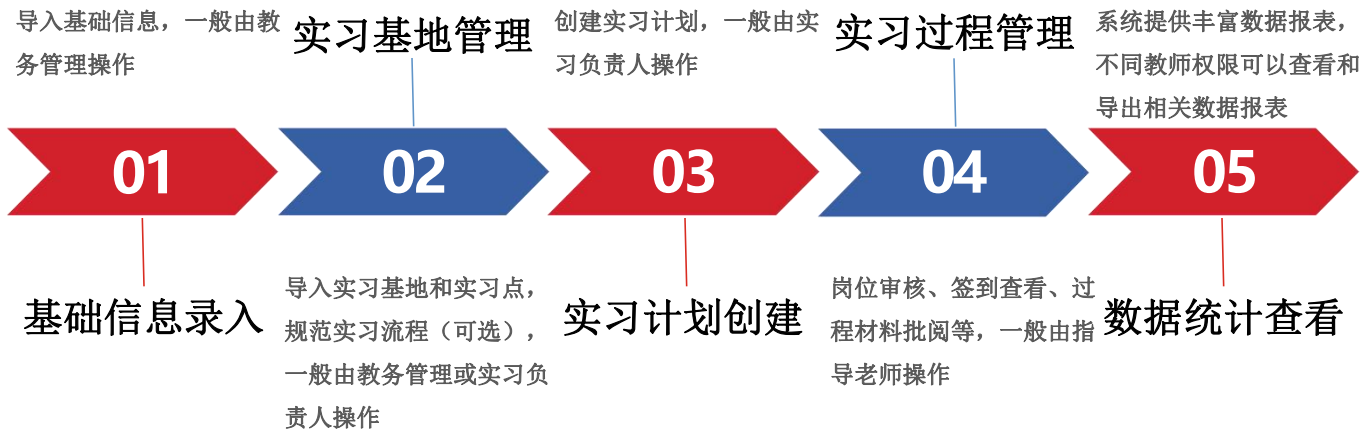 导入基础信息，一般由教
务管理操作
01
基础信息录入
实习基地管理
02
导入实习基地和实习点，
规范实习流程（可选），
一般由教务管理或实习负
责人操作
创建实习计划，一般由实
习负责人操作
03
实习计划创建
实习过程管理
04
岗位审核、签到查看、过
程材料批阅等，一般由指
导老师操作
系统提供丰富数据报表，
不同教师权限可以查看和
导出相关数据报表
05
数据统计查看